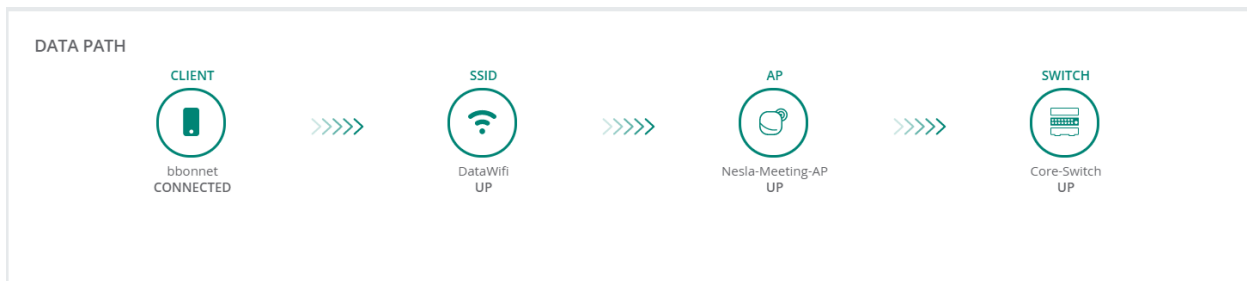 DATA PATH
CLIENT
bbonnet
CONNECTED
SSID
DataWifi
UP
AP
Nesla-Meeting-AP
UP
SWITCH
Core-Switch
UP